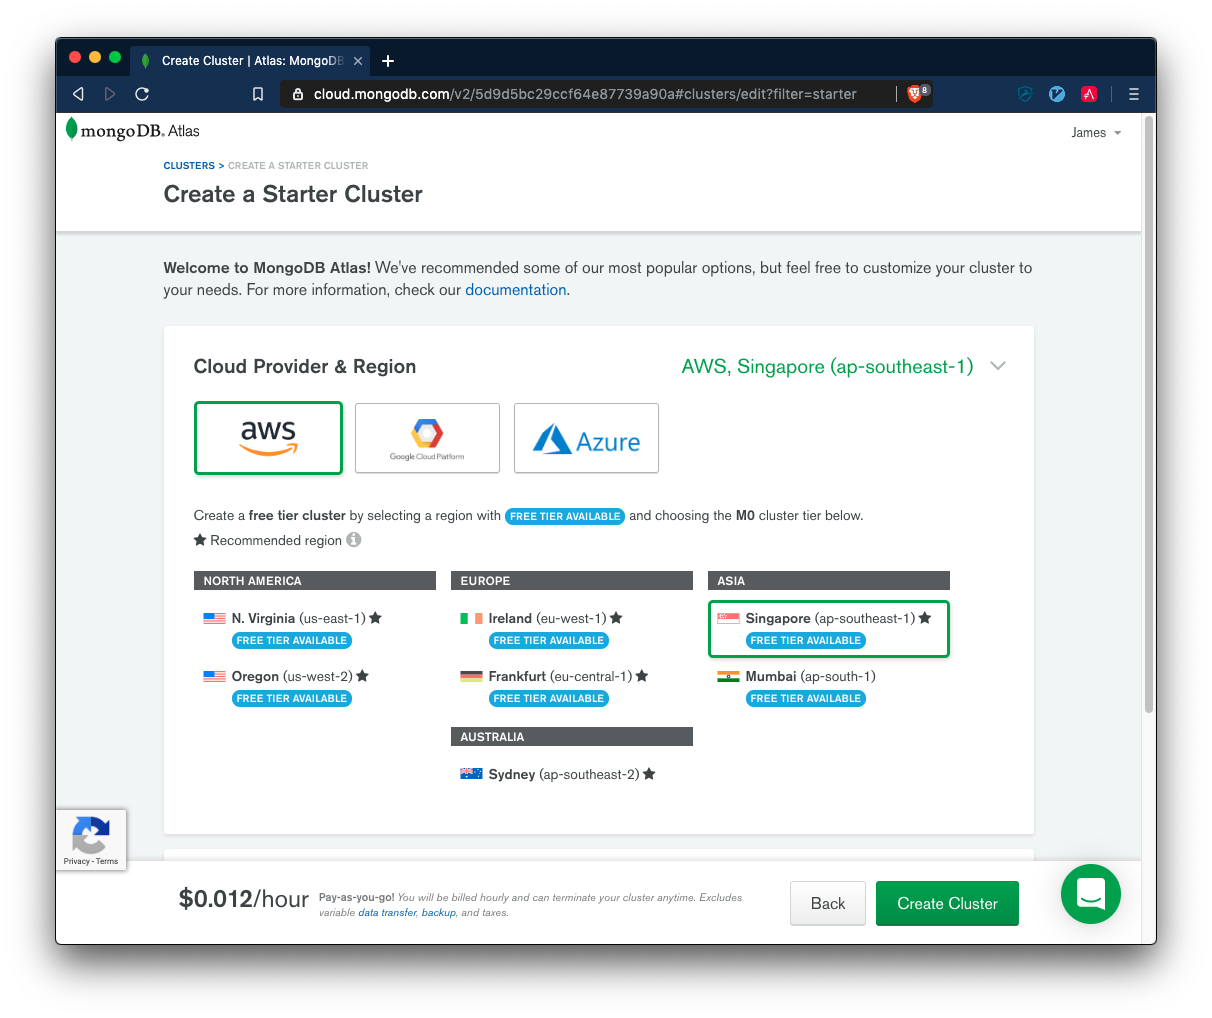 Create Cluster | Atlas: MongoDB
cloud.mongodb.com/v2/5d9d5bc29ccf64e87739a90a#clusters/edit?filter=starter
8
mongoDB. Atlas
James
CLUSTERS > CREATE A STARTER CLUSTER
Create a Starter Cluster
Welcome to MongoDB Atlas! We've recommended some of our most popular options, but feel free to customize your cluster to
your needs. For more information, check our documentation.
Cloud Provider & Region
AWS, Singapore (ap-southeast-1)
aws
Google Cloud Platform
Azure
Create a free tier cluster by selecting a region with FREE TIER AVAILABLE and choosing the M0 cluster tier below.
Recommended region
NORTH AMERICA
N. Virginia (us-east-1)
FREE TIER AVAILABLE
Oregon (us-west-2)
FREE TIER AVAILABLE
EUROPE
Ireland (eu-west-1)
FREE TIER AVAILABLE
Frankfurt (eu-central-1)
FREE TIER AVAILABLE
AUSTRALIA
Sydney (ap-southeast-2)
ASIA
Singapore (ap-southeast-1)
FREE TIER AVAILABLE
Mumbai (ap-south-1)
FREE TIER AVAILABLE
Privacy - Terms
$0.012/hour
Pay-as-you-go! You will be billed hourly and can terminate your cluster anytime. Excludes
variable data transfer, backup, and taxes.
Back
Create Cluster